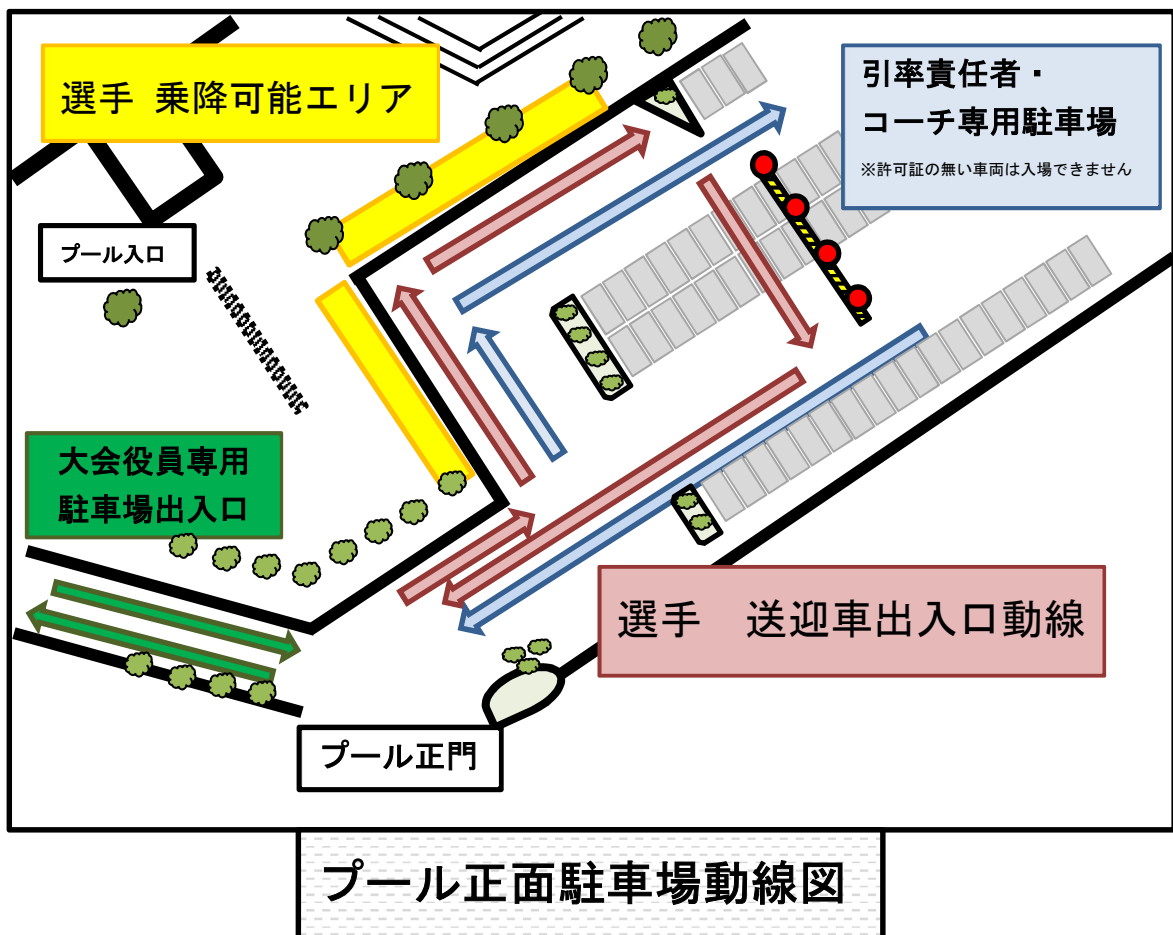 選手 乗降可能エリア
引率責任者・
コーチ専用駐車場
※許可証の無い車両は入場できません
プール入口
大会役員専用
駐車場出入口
選手　送迎車出入口動線
プール正門
プール正面駐車場動線図